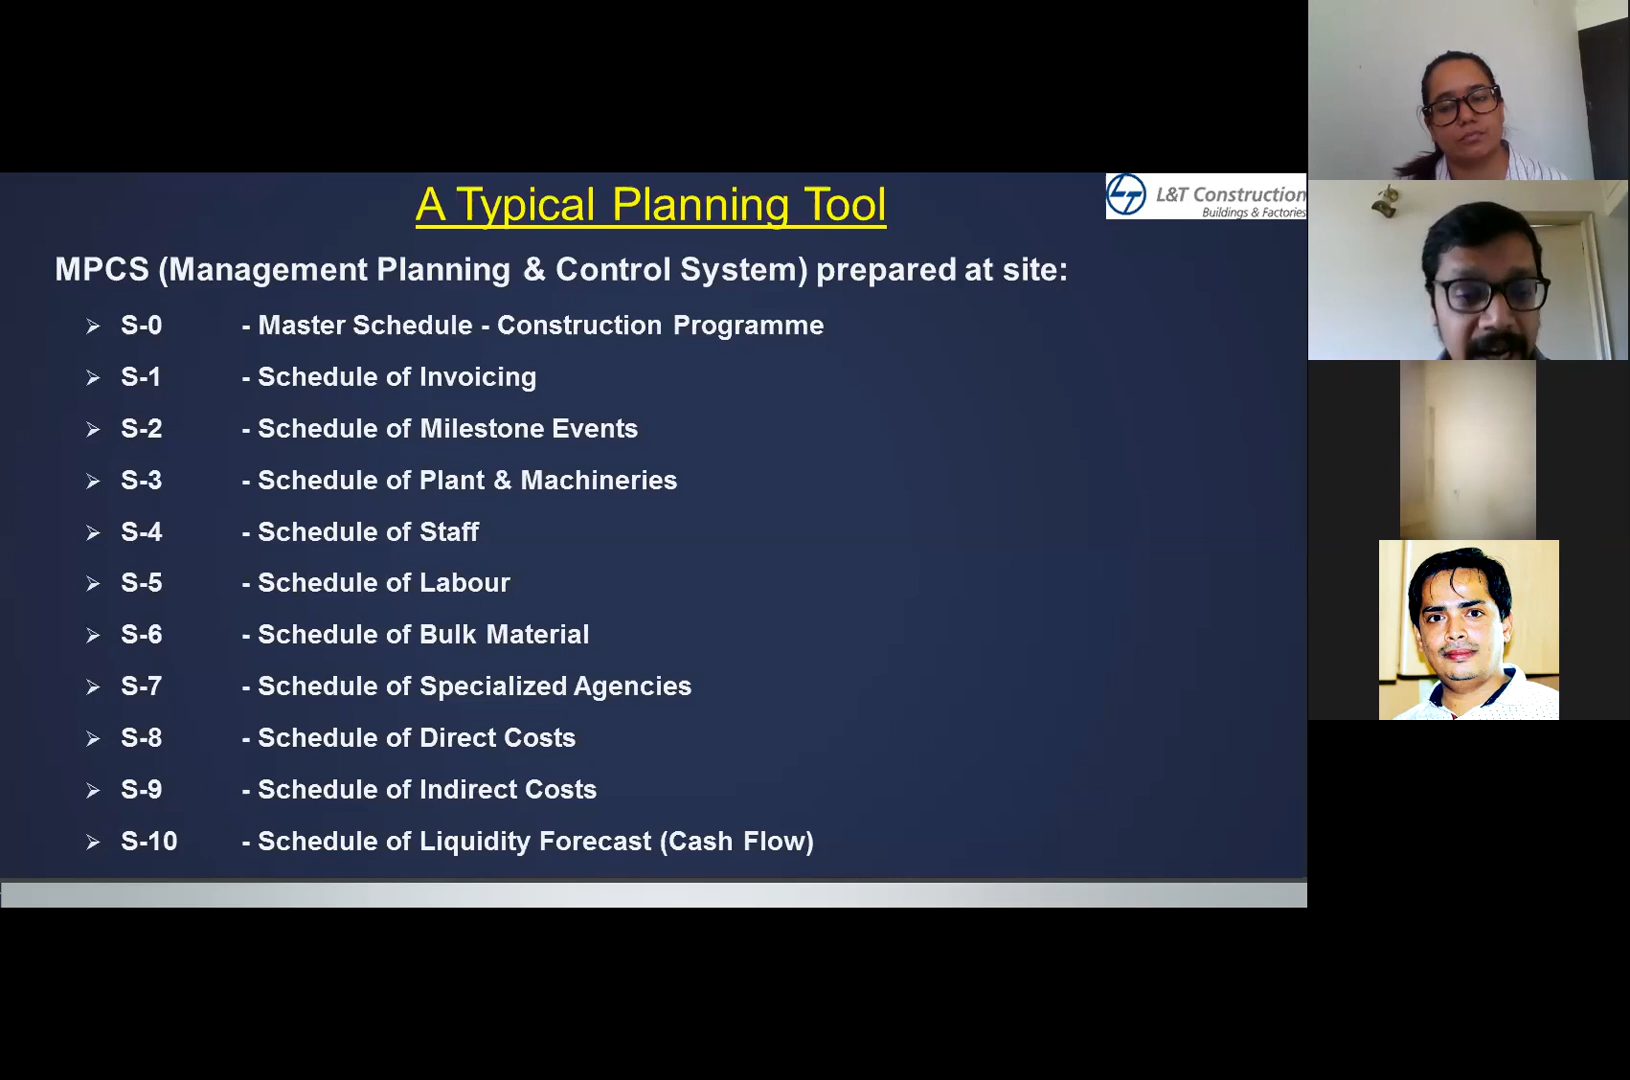 A Typical Planning Tool
L&T Construction
Buildings & Factories
MPCS (Management Planning & Control System) prepared at site:
➢ S-0 - Master Schedule - Construction Programme
➢ S-1 - Schedule of Invoicing
➢ S-2 - Schedule of Milestone Events
➢ S-3 - Schedule of Plant & Machineries
➢ S-4 - Schedule of Staff
➢ S-5 - Schedule of Labour
➢ S-6 - Schedule of Bulk Material
➢ S-7 - Schedule of Specialized Agencies
➢ S-8 - Schedule of Direct Costs
➢ S-9 - Schedule of Indirect Costs
➢ S-10 - Schedule of Liquidity Forecast (Cash Flow)